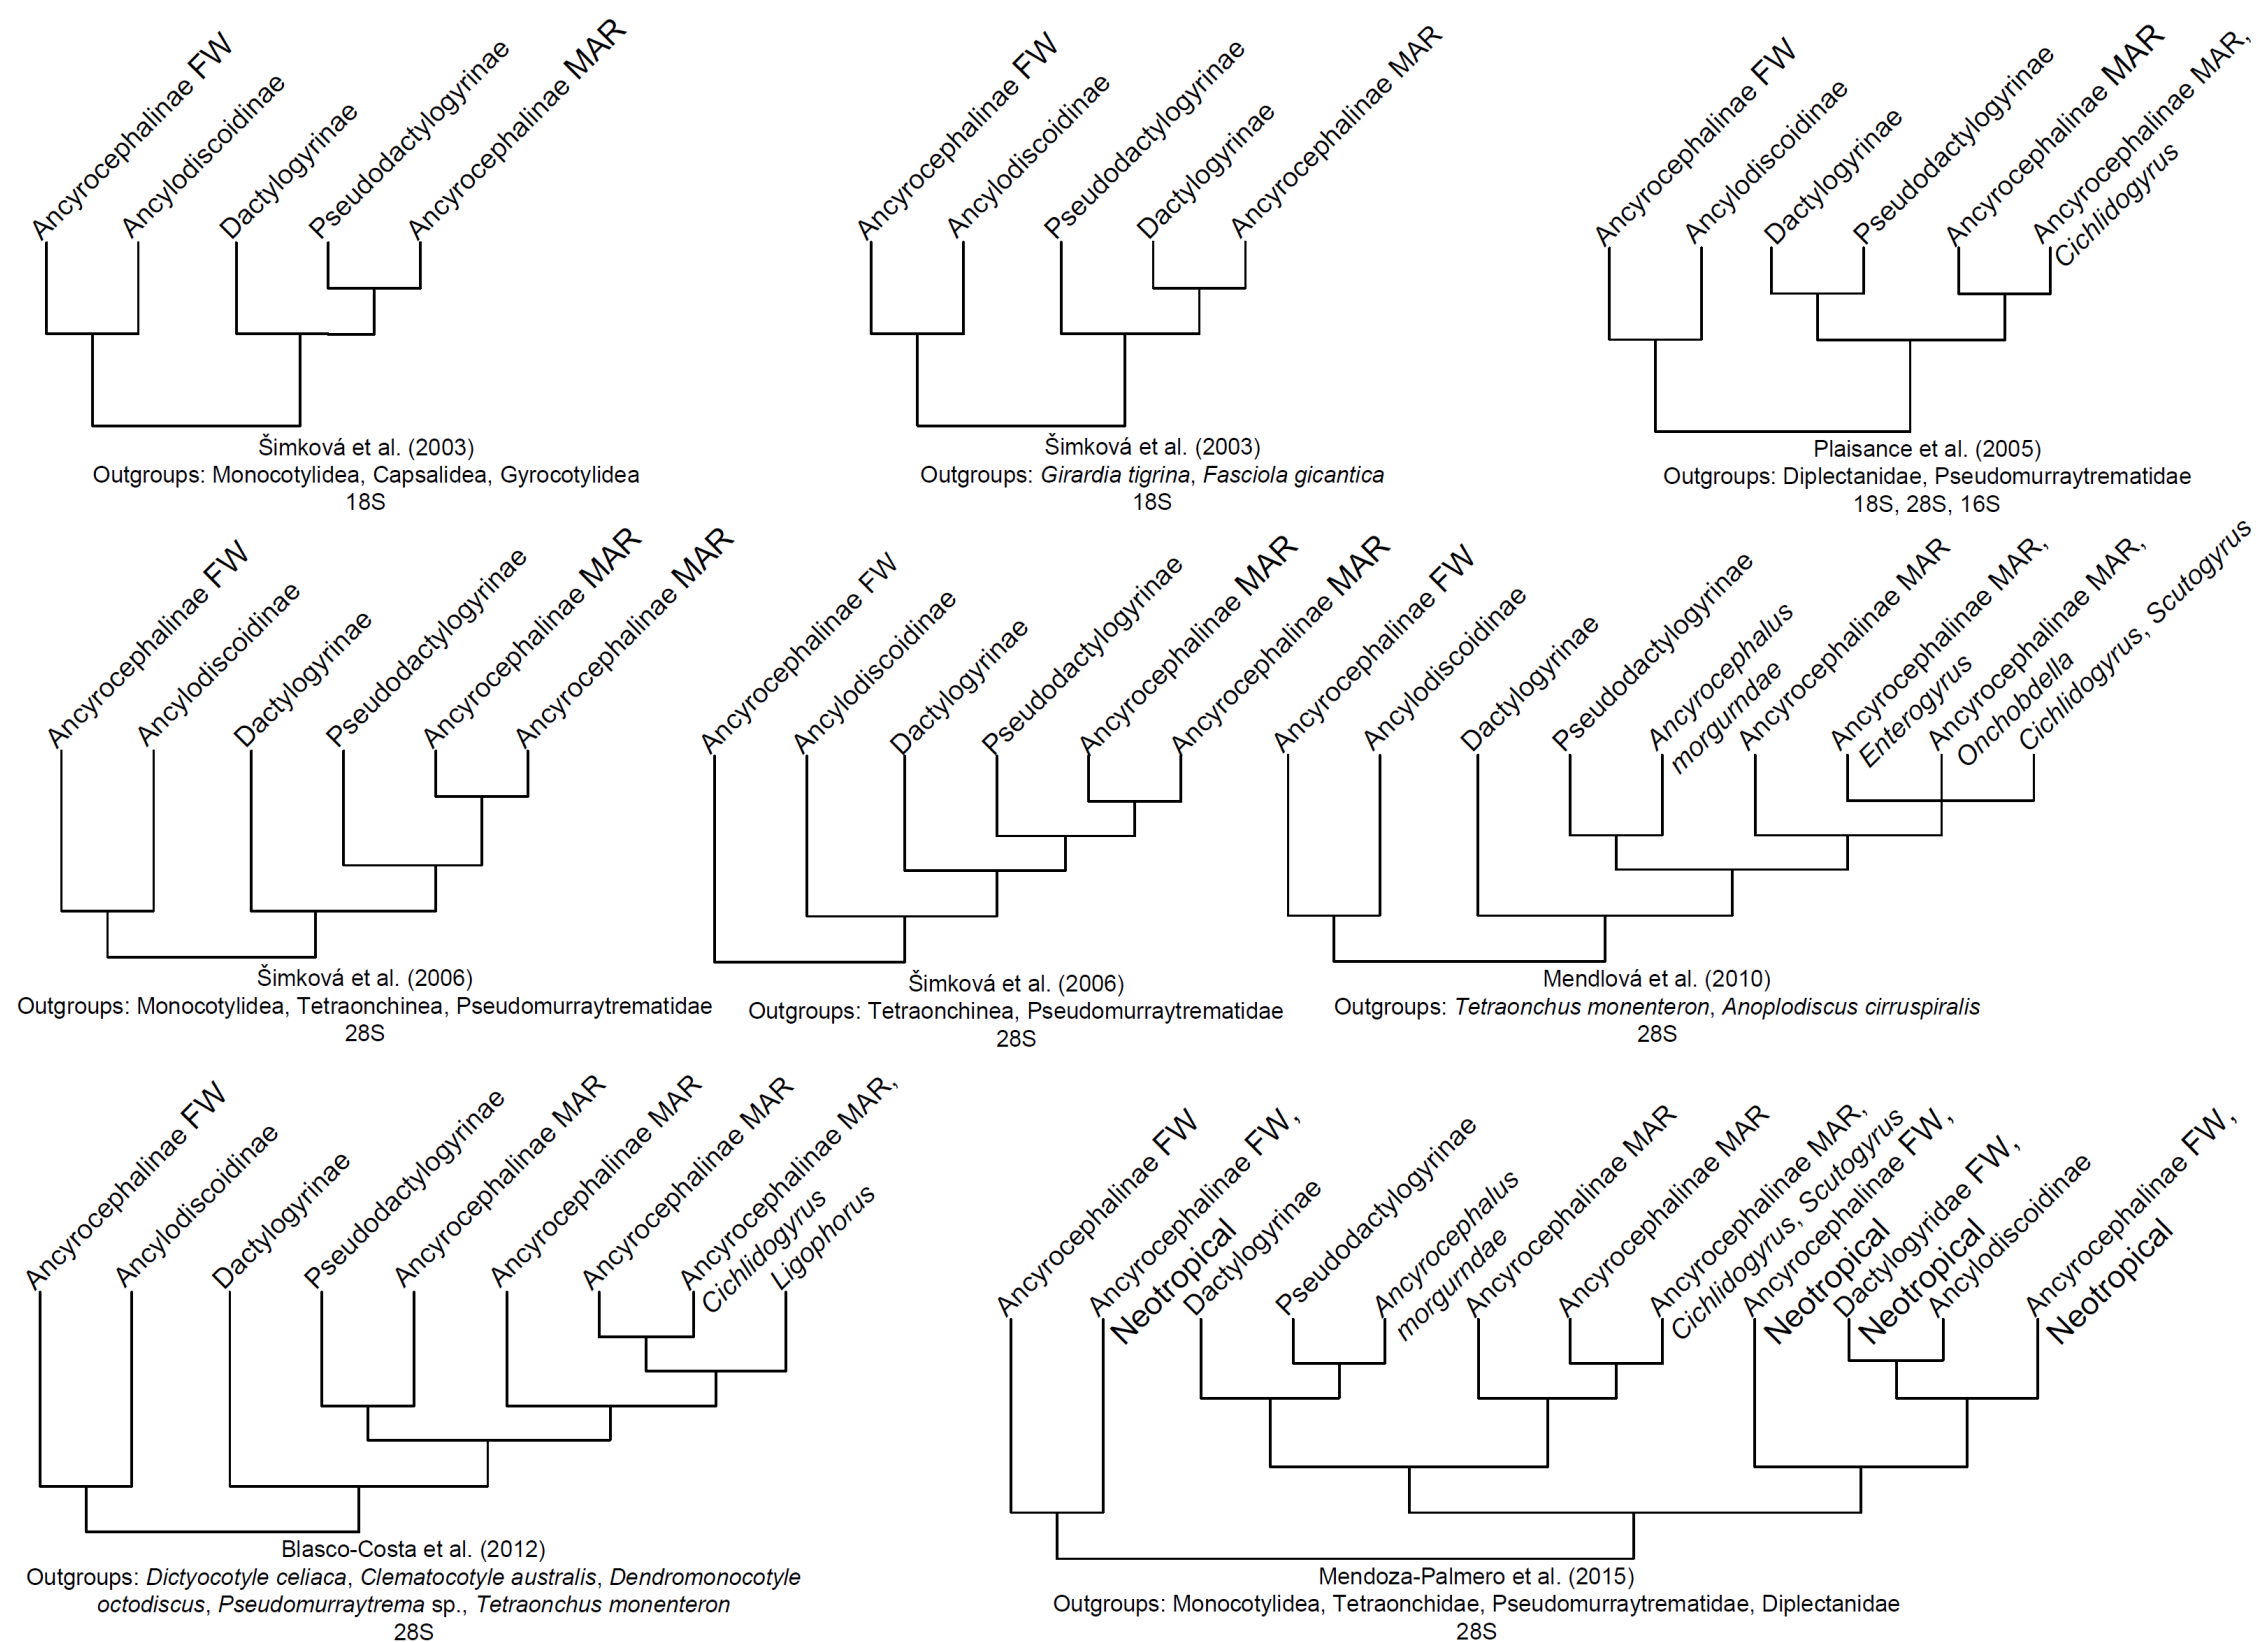 Ancyrocephalinae FW
Ancylodiscoidinae
Dactylogyrinae
Pseudodactylogyrinae
Ancyrocephalinae MAR
Šimková et al. (2003)
Outgroups: Monocotylidea, Capsalidea, Gyrocotylidea
18S
Ancyrocephalinae FW
Ancylodiscoidinae
Pseudodactylogyrinae
Dactylogyrinae
Ancyrocephalinae MAR
Šimková et al. (2003)
Outgroups: Girardia tigrina, Fasciola gicantica
18S
Ancyrocephalinae FW
Ancylodiscoidinae
Dactylogyrinae
Pseudodactylogyrinae
Ancyrocephalinae MAR
Ancyrocephalinae MAR,
Cichlidogyrus
Plaisance et al. (2005)
Outgroups: Diplectanidae, Pseudomurraytrematidae
18S, 28S, 16S
Ancyrocephalinae FW
Ancylodiscoidinae
Dactylogyrinae
Pseudodactylogyrinae
Ancyrocephalinae MAR
Ancyrocephalinae MAR
Šimková et al. (2006)
Outgroups: Monocotylidea, Tetraonchinea, Pseudomurraytrematidae
28S
Ancyrocephalinae FW
Ancylodiscoidinae
Dactylogyrinae
Pseudodactylogyrinae
Ancyrocephalinae MAR
Ancyrocephalinae MAR
Šimková et al. (2006)
Outgroups: Tetraonchinea, Pseudomurraytrematidae
28S
Ancyrocephalinae FW
Ancylodiscoidinae
Dactylogyrinae
Pseudodactylogyrinae
Ancyrocephalus
morgurndae
Ancyrocephalinae MAR
Ancyrocephalinae MAR,
Enterogyrus
Ancyrocephalinae MAR,
Onchobdella
Cichlidogyrus, Scutogyrus
Mendlová et al. (2010)
Outgroups: Tetraonchus monenteron, Anoplodiscus cirruspiralis
28S
Ancyrocephalinae FW
Ancylodiscoidinae
Dactylogyrinae
Pseudodactylogyrinae
Ancyrocephalinae MAR
Ancyrocephalinae MAR
Ancyrocephalinae MAR
Ancyrocephalinae MAR,
Cichlidogyrus
Ligophorus
Blasco-Costa et al. (2012)
Outgroups: Dictyocotyle celiaca, Clematocotyle australis, Dendromonocotyle
octodiscus, Pseudomurraytrema sp., Tetraonchus monenteron
28S
Ancyrocephalinae FW
Ancyrocephalinae FW,
Neotropical
Dactylogyrinae
Pseudodactylogyrinae
Ancyrocephalus
morgurndae
Ancyrocephalinae MAR
Ancyrocephalinae MAR
Ancyrocephalinae MAR,
Cichlidogyrus, Scutogyrus
Ancyrocephalinae FW,
Neotropical
Dactylogyridae FW,
Neotropical
Ancylodiscoidinae
Ancyrocephalinae FW,
Neotropical
Mendoza-Palmero et al. (2015)
Outgroups: Monocotylidea, Tetraonchidae, Pseudomurraytrematidae, Diplectanidae
28S